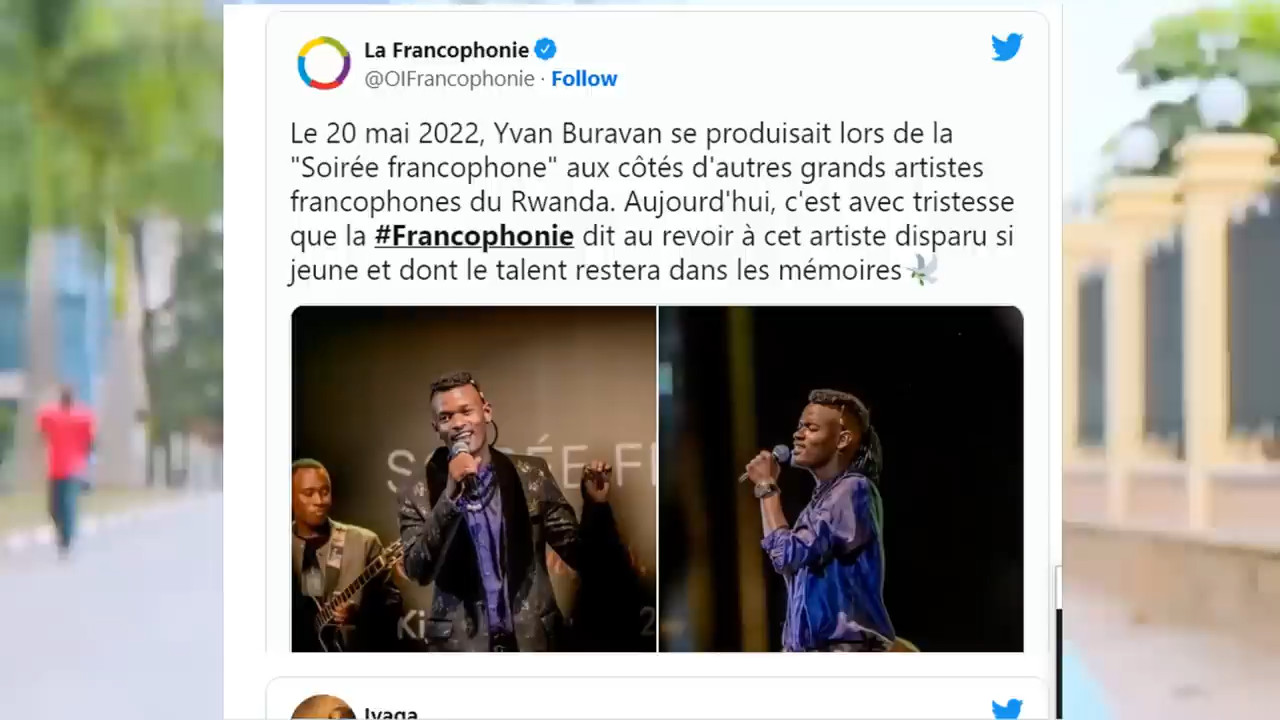 La Francophonie
@OIFrancophonie · Follow
Le 20 mai 2022, Yvan Buravan se produisait lors de la
"Soirée francophone" aux côtés d'autres grands artistes
francophones du Rwanda. Aujourd'hui, c'est avec tristesse
que la #Francophonie dit au revoir à cet artiste disparu si
jeune et dont le talent restera dans les mémoires